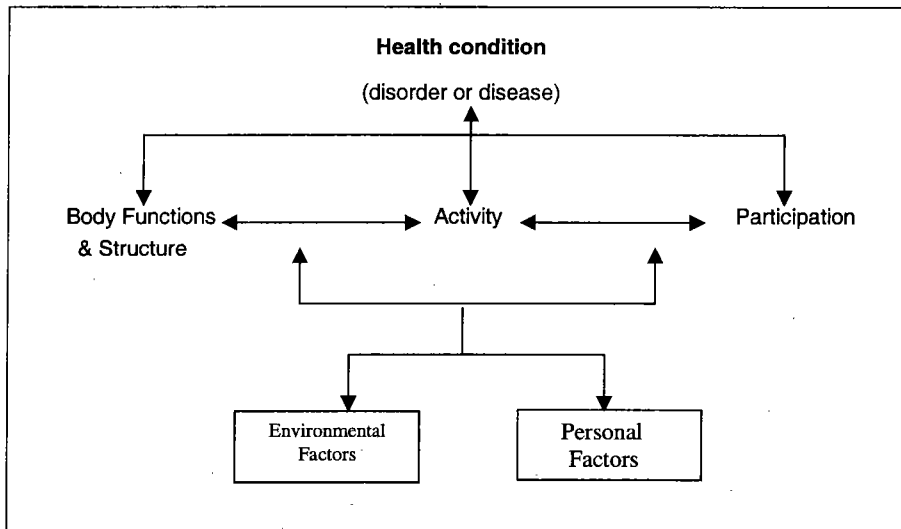 Health condition
(disorder or disease)
Body Functions
& Structure
Activity
Participation
Environmental
Factors
Personal
Factors